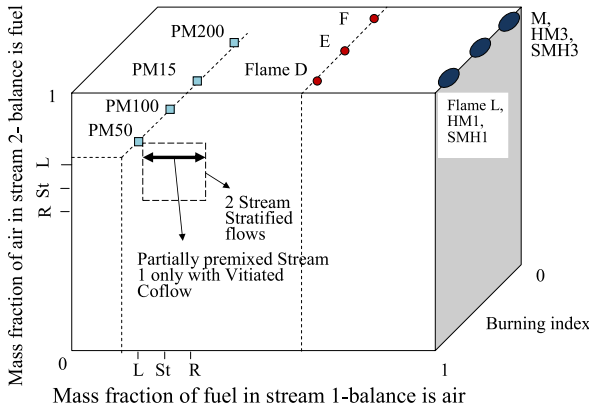 M,
HM3,
SMH3
F
E
Flame D
PM200
PM15
PM100
PM50
Flame L,
HM1,
SMH1
1
L
St
R
Mass fraction of air in stream 2- balance is fuel
2 Stream
Stratified
flows
Partially premixed Stream
1 only with Vitiated
Coflow
0
Burning index
0
L
St
R
1
Mass fraction of fuel in stream 1-balance is air